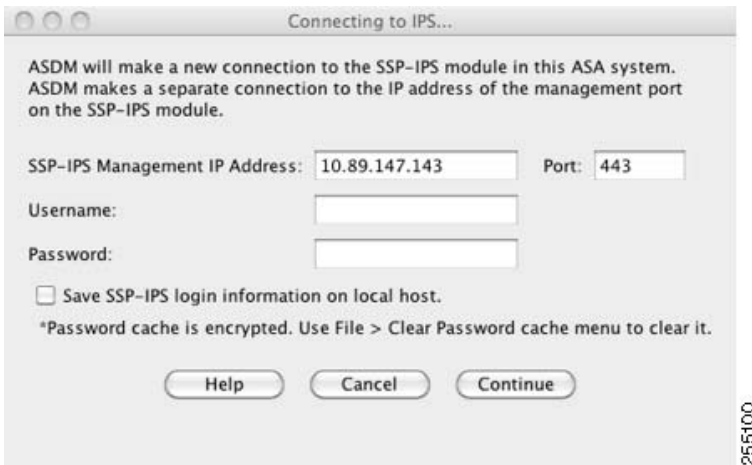 Connecting to IPS...
ASDM will make a new connection to the SSP-IPS module in this ASA system.
ASDM makes a separate connection to the IP address of the management port
on the SSP-IPS module.
SSP-IPS Management IP Address: 10.89.147.143 Port: 443
Username:
Password:
Save SSP-IPS login information on local host.
*Password cache is encrypted. Use File > Clear Password cache menu to clear it.
Help Cancel Continue
255100